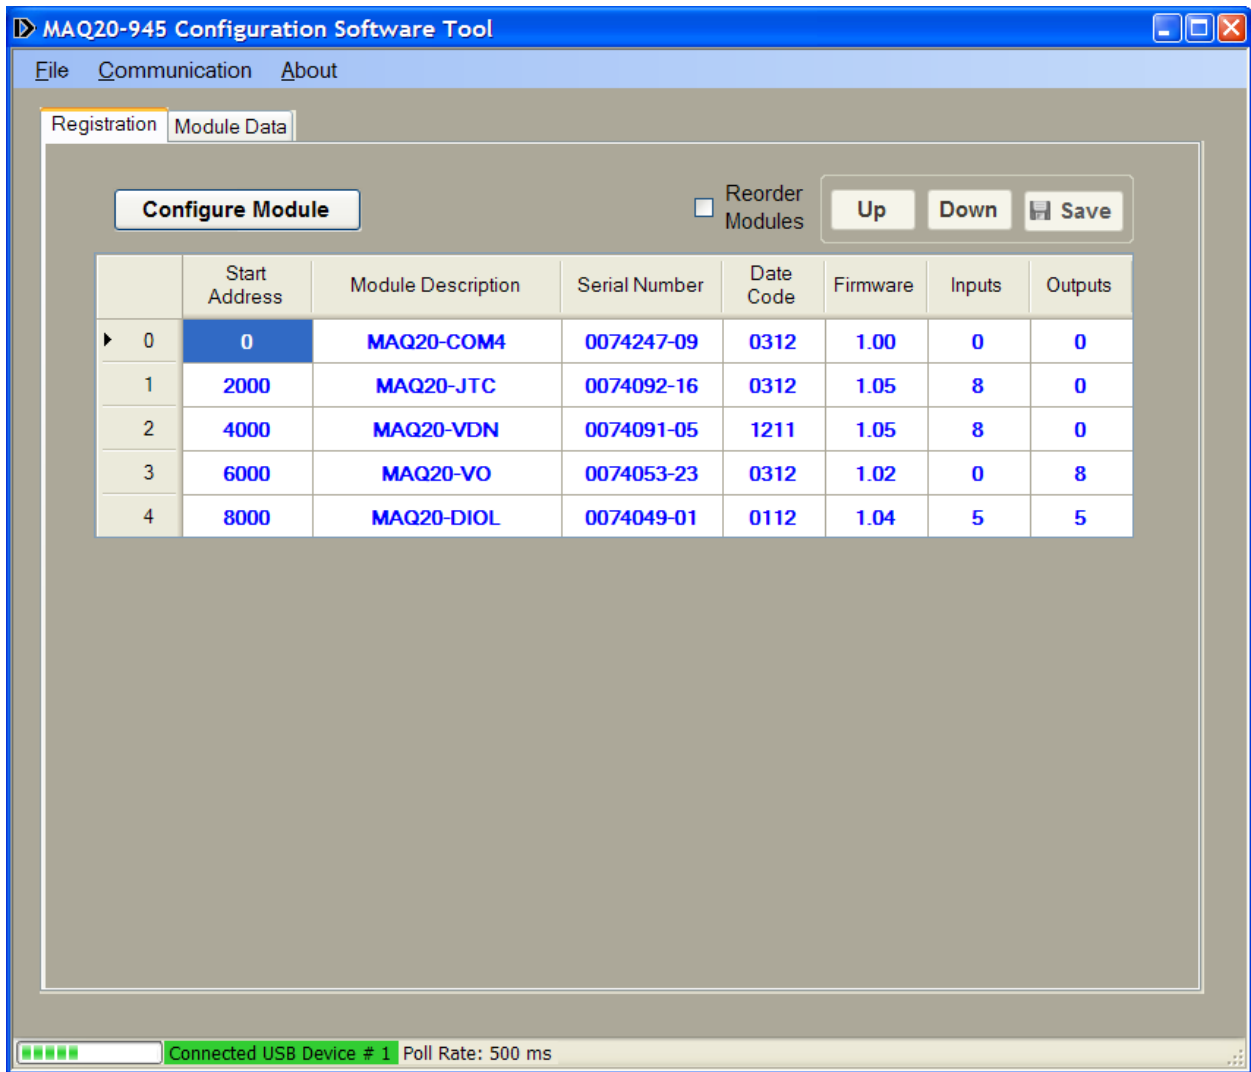 MAQ20-945 Configuration Software Tool
File Communication About
Registration Module Data
Configure Module
Reorder
Modules
Up Down Save
Start Address Module Description Serial Number Date Code Firmware Inputs Outputs
0 0 MAQ20-COM4 0074247-09 0312 1.00 0 0
1 2000 MAQ20-JTC 0074092-16 0312 1.05 8 0
2 4000 MAQ20-VDN 0074091-05 1211 1.05 8 0
3 6000 MAQ20-VO 0074053-23 0312 1.02 0 8
4 8000 MAQ20-DIOL 0074049-01 0112 1.04 5 5
Connected USB Device # 1 Poll Rate: 500 ms